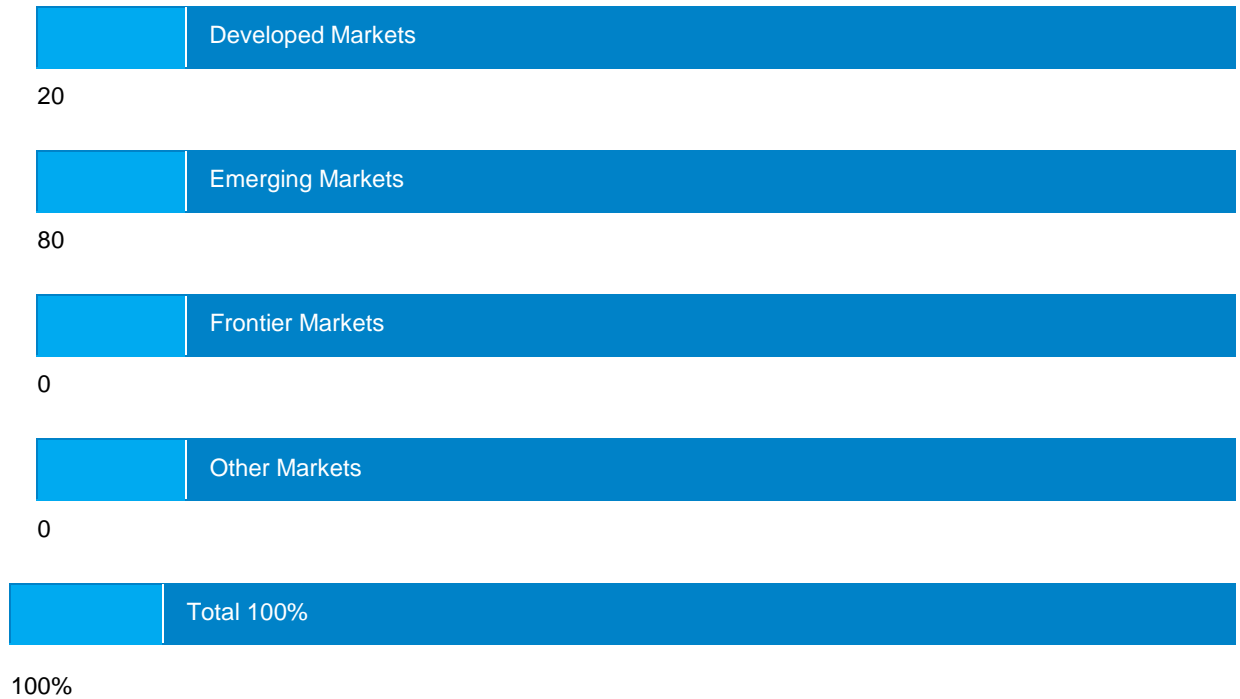 Developed Markets
20
Emerging Markets
80
Frontier Markets
0
Other Markets
0
Total 100%
100%